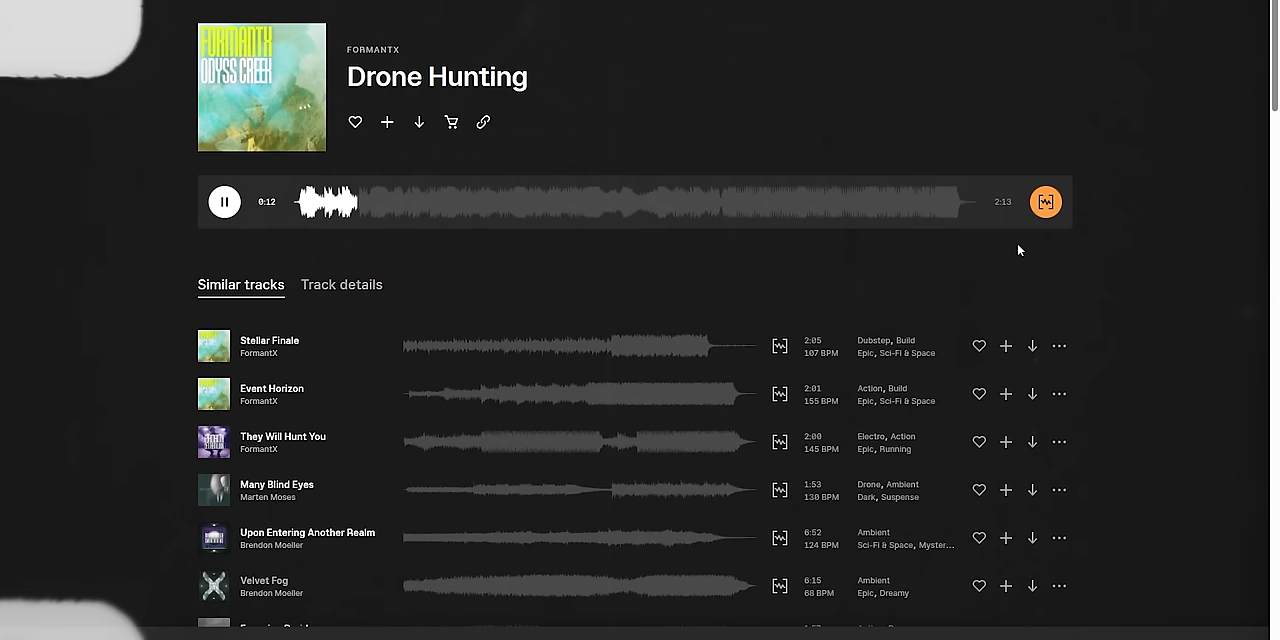 FORMANTX
ODYSS CREEK
FORMANTX
Drone Hunting
0:12
2:13
Similar tracks
Track details
Stellar Finale
FormantX
2:05
107 BPM
Dubstep, Build
Epic, Sci-Fi & Space
Event Horizon
FormantX
2:01
155 BPM
Action, Build
Epic, Sci-Fi & Space
They Will Hunt You
FormantX
2:00
145 BPM
Electro, Action
Epic, Running
Many Blind Eyes
Marten Moses
1:53
130 BPM
Drone, Ambient
Dark, Suspense
Upon Entering Another Realm
Brendon Moeller
6:52
124 BPM
Ambient
Sci-Fi & Space, Myster...
Velvet Fog
Brendon Moeller
6:15
68 BPM
Ambient
Epic, Dreamy